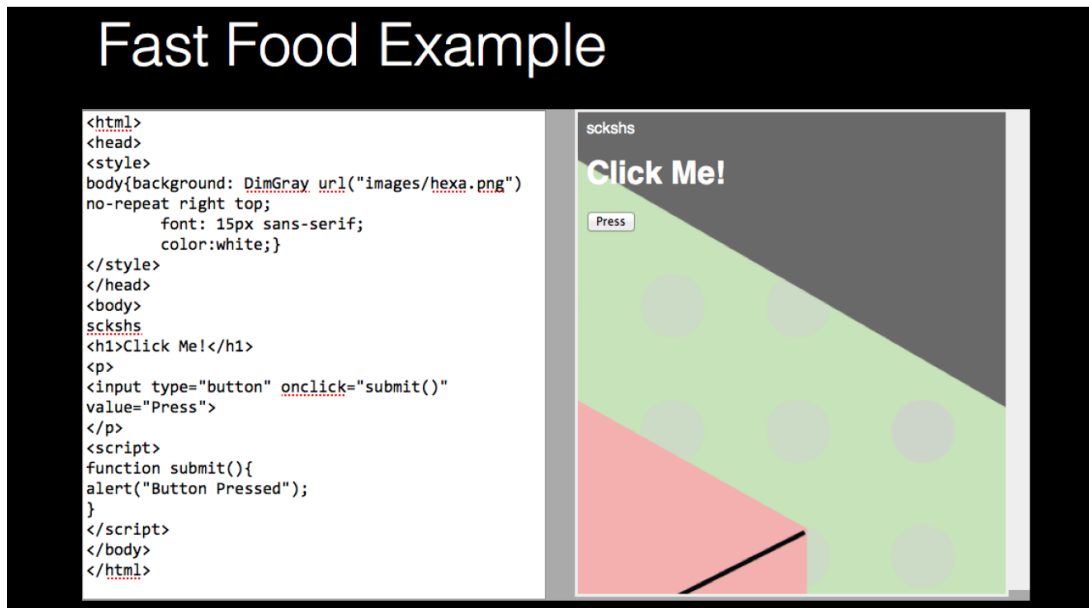 Fast Food Example
<html>
<head>
<style>
body{background: DimGray url("images/hexa.png")
no-repeat right top;
font: 15px sans-serif;
color:white;}
</style>
</head>
<body>
sckshs
<h1>Click Me!</h1>
<p>
<input type="button" onclick="submit()"
value="Press">
</p>
<script>
function submit(){
alert("Button Pressed");
}
</script>
</body>
</html>
sckshs
Click Me!
Press